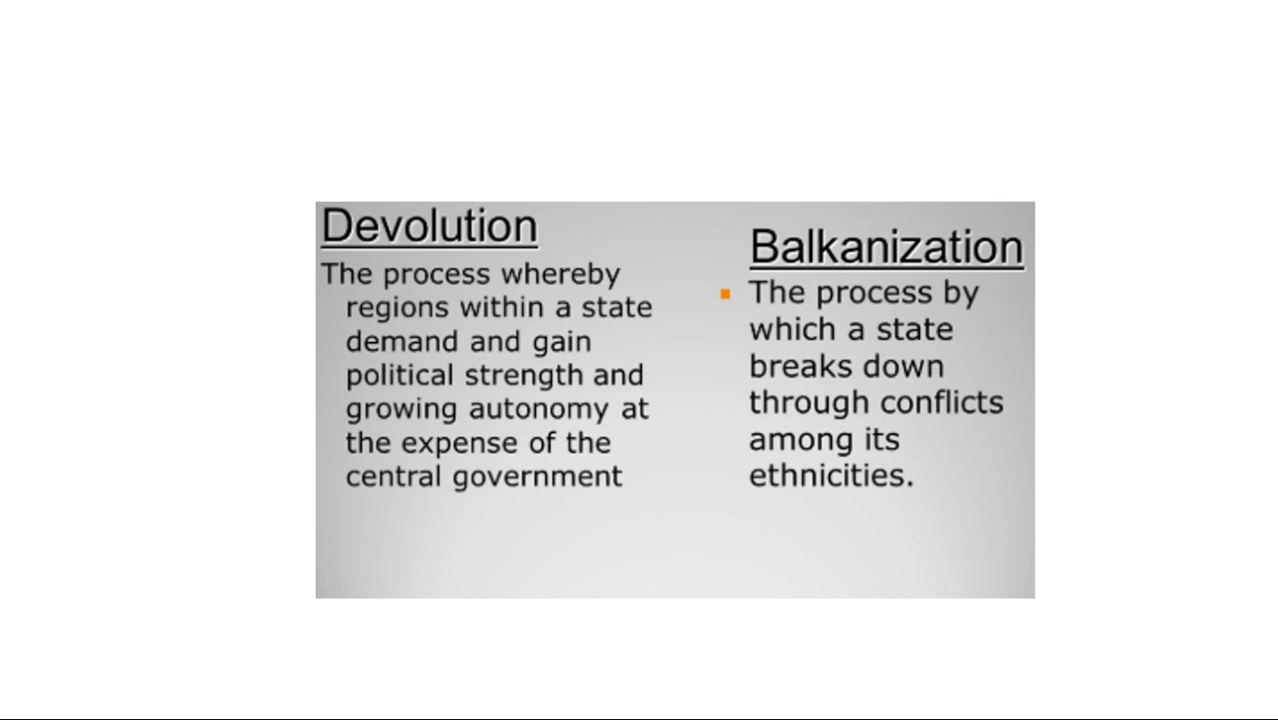 Devolution
The process whereby
regions within a state
demand and gain
political strength and
growing autonomy at
the expense of the
central government
Balkanization
The process by
which a state
breaks down
through conflicts
among its
ethnicities.